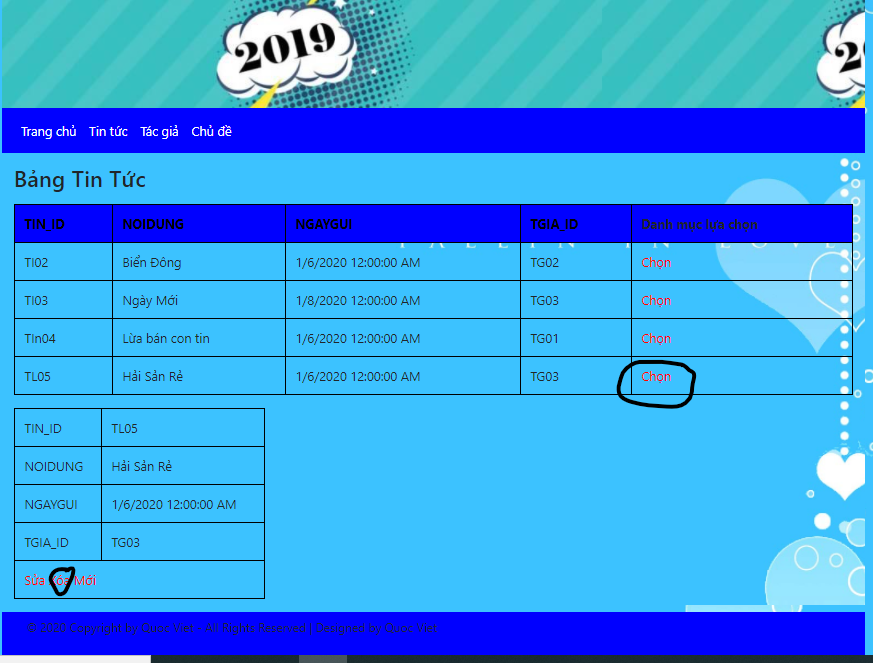 2019
2
Trang chủ Tin tức Tác giả Chủ đề
Bảng Tin Tức
TIN_ID NOIDUNG NGAYGUI TGIA_ID Danh mục lựa chọn
FALL IN LOVE
TI02 Biển Đông 1/6/2020 12:00:00 AM TG02 Chọn
TI03 Ngày Mới 1/8/2020 12:00:00 AM TG03 Chọn
TIn04 Lừa bán con tin 1/6/2020 12:00:00 AM TG01 Chọn
TL05 Hải Sản Rẻ 1/6/2020 12:00:00 AM TG03 Chọn
TIN_ID TL05
NOIDUNG Hải Sản Rẻ
NGAYGUI 1/6/2020 12:00:00 AM
TGIA_ID TG03
Sửa Xóa Mới
Copyright by Quoc Viet - All Rights Reserved | Designed by Quoc Viet